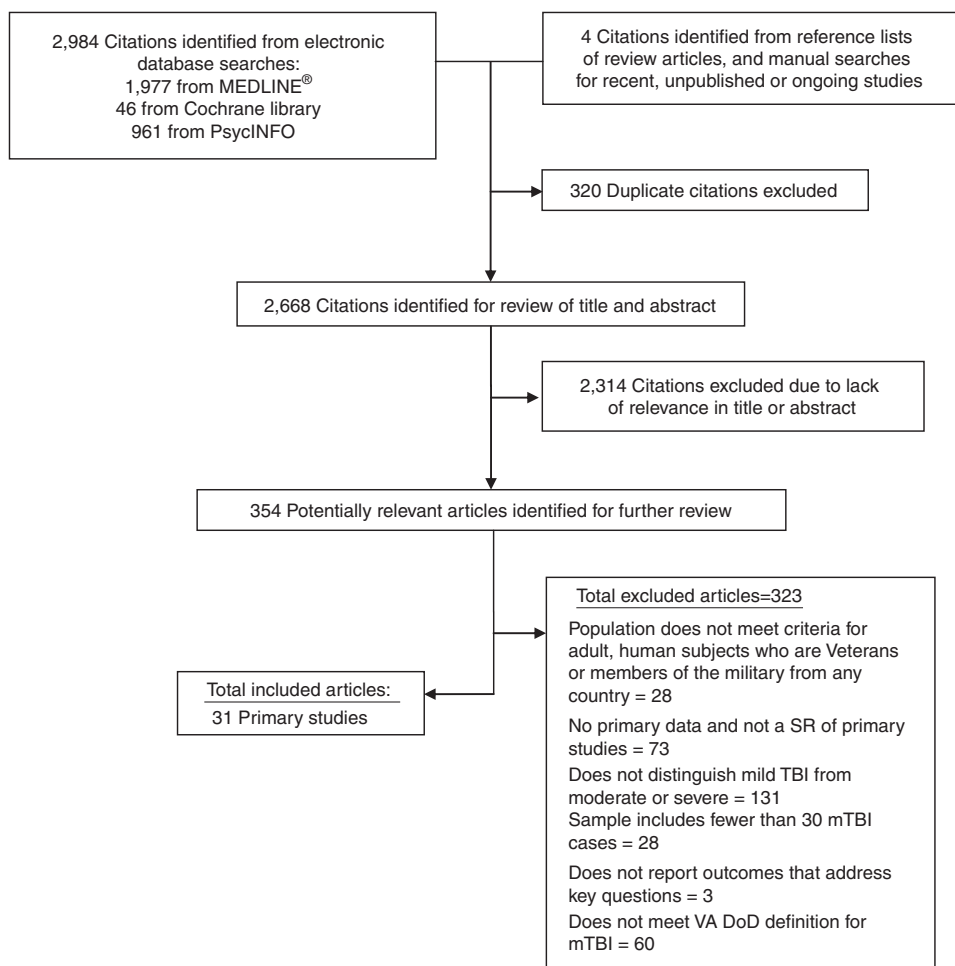 2,984 Citations identified from electronic
database searches:
1,977 from MEDLINE®
46 from Cochrane library
961 from PsycINFO
4 Citations identified from reference lists
of review articles, and manual searches
for recent, unpublished or ongoing studies
320 Duplicate citations excluded
2,668 Citations identified for review of title and abstract
2,314 Citations excluded due to lack
of relevance in title or abstract
354 Potentially relevant articles identified for further review
Total excluded articles=323
Population does not meet criteria for
adult, human subjects who are Veterans
or members of the military from any
country = 28
No primary data and not a SR of primary
studies = 73
Does not distinguish mild TBI from
moderate or severe = 131
Sample includes fewer than 30 mTBI
cases = 28
Does not report outcomes that address
key questions = 3
Does not meet VA DoD definition for
mTBI = 60
Total included articles:
31 Primary studies